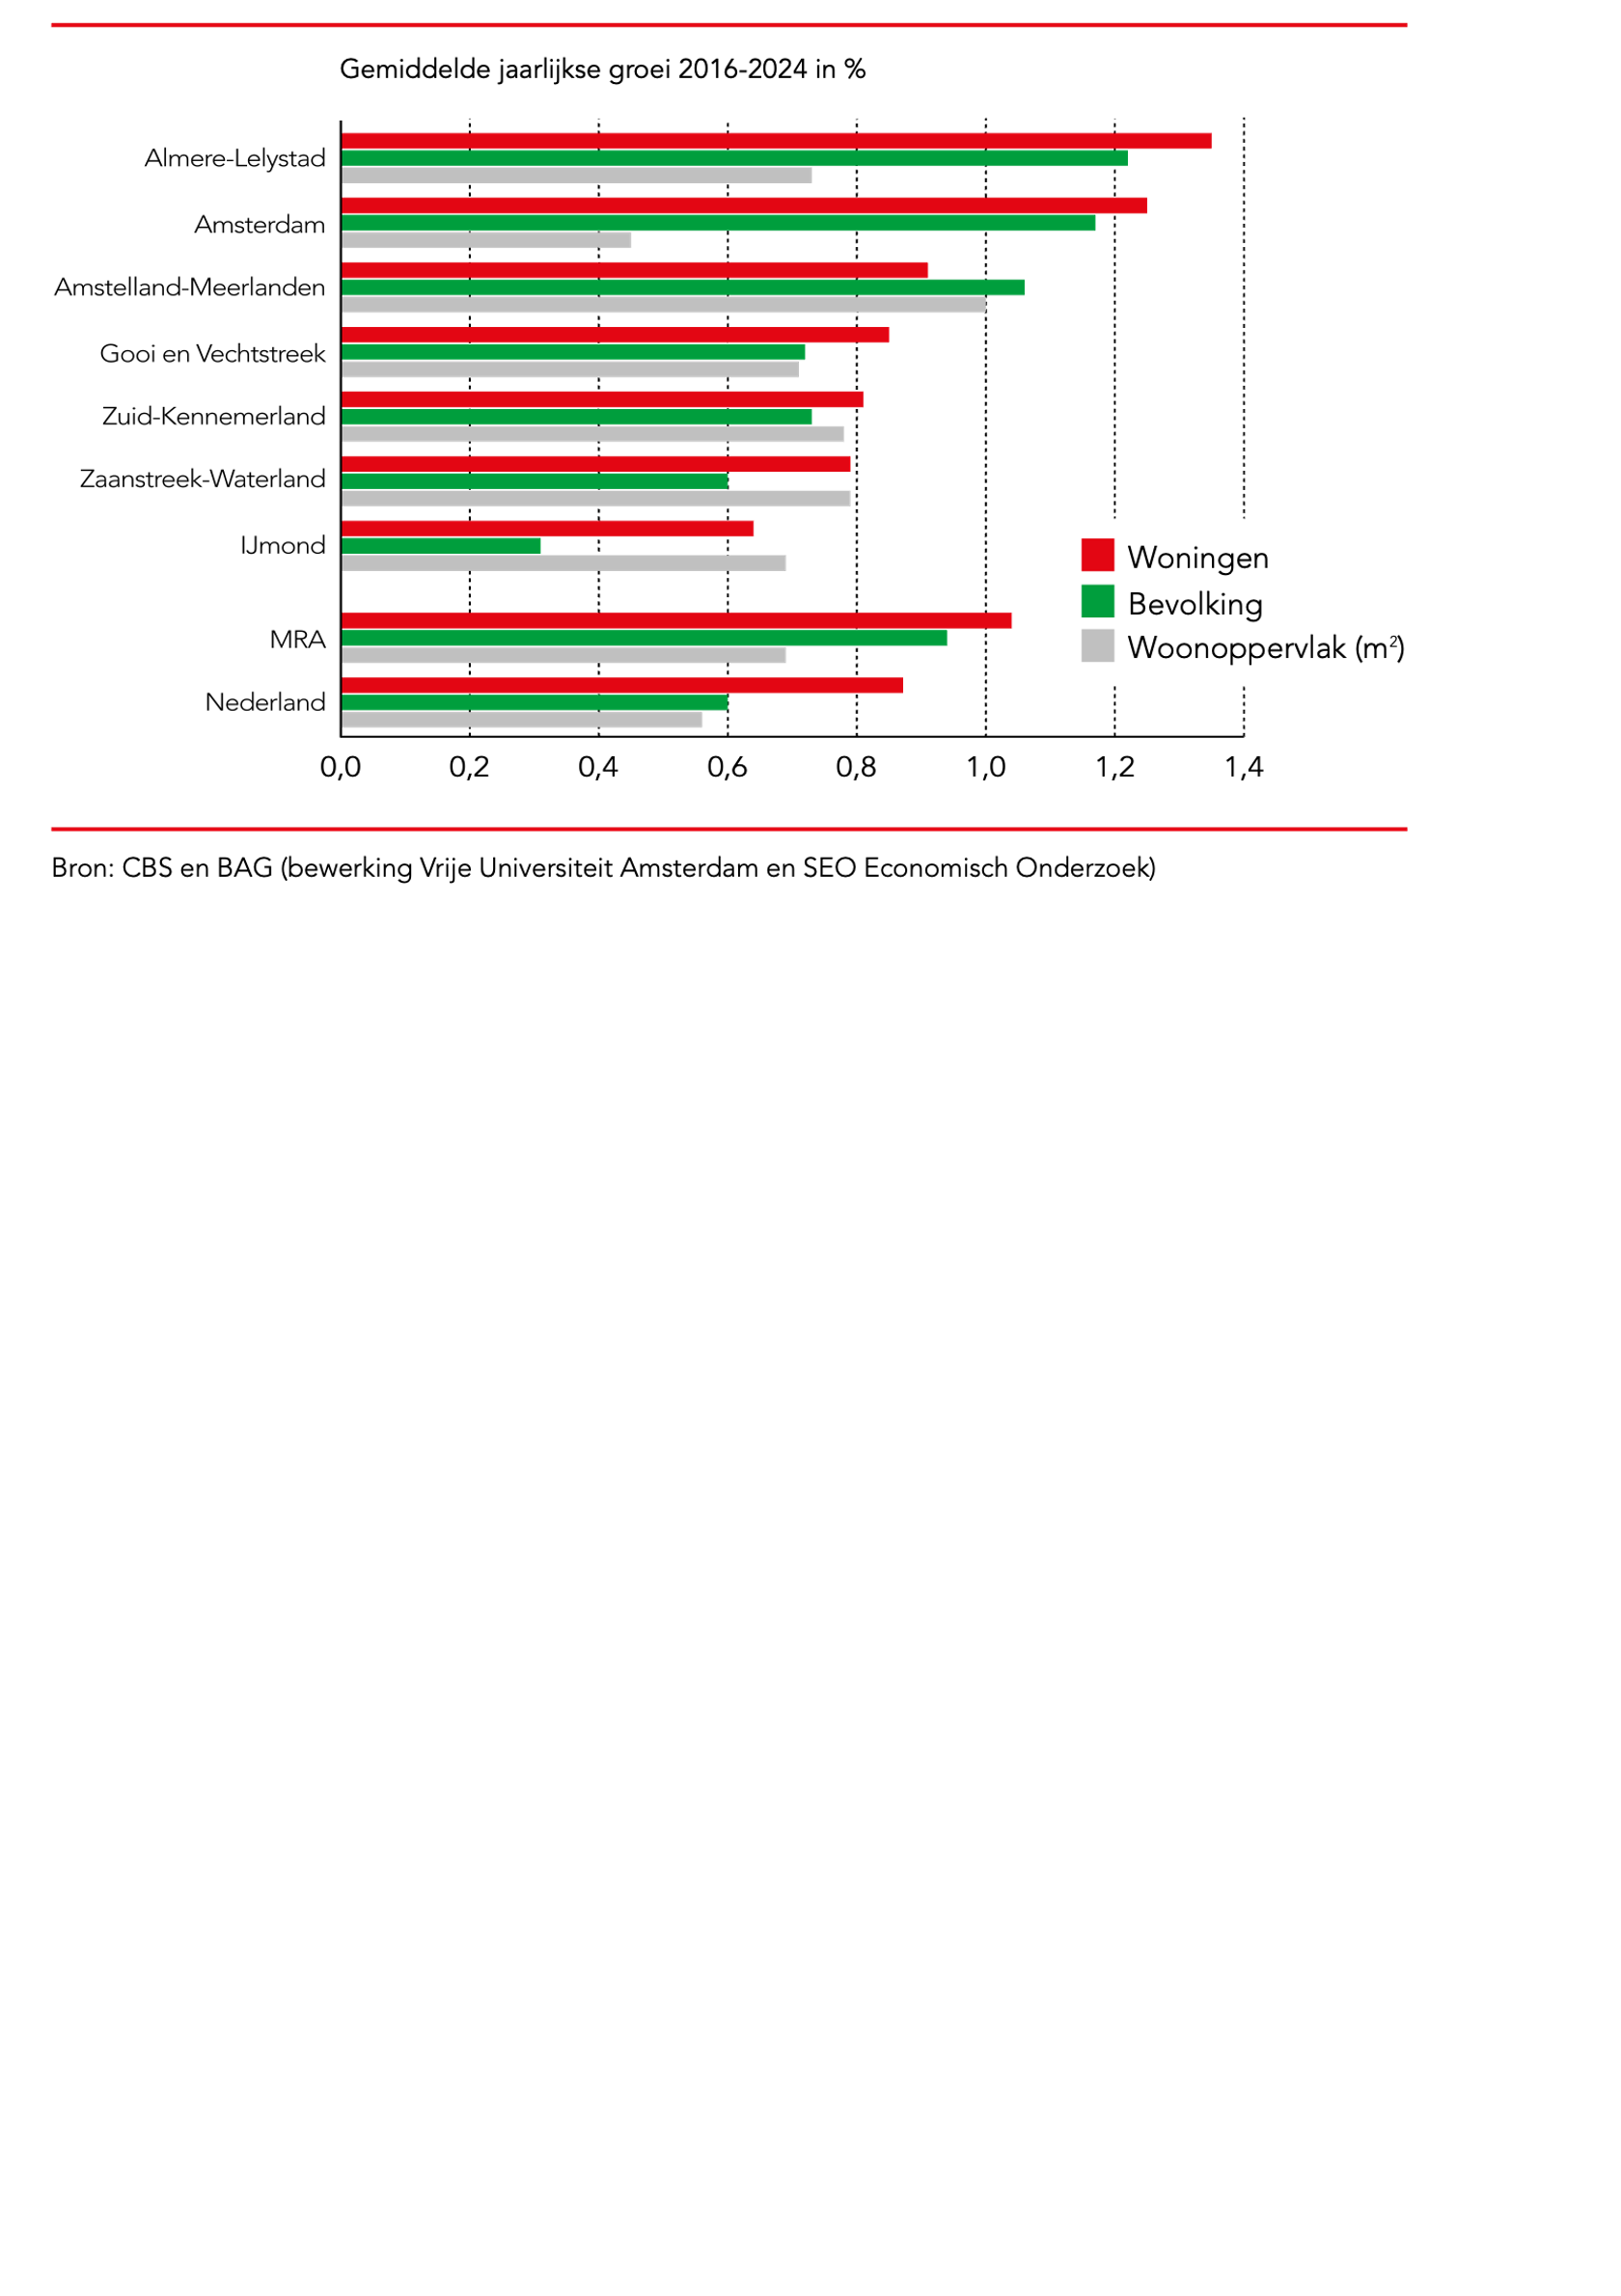 Gemiddelde jaarlijkse groei 2016-2024 in %
Almere-Lelystad
Amsterdam
Amstelland-Meerlanden
Gooi en Vechtstreek
Zuid-Kennemerland
Zaanstreek-Waterland
IJmond
MRA
Nederland
Woningen
Bevolking
Woonoppervlak (m²)
0,0 0,2 0,4 0,6 0,8 1,0 1,2 1,4
Bron: CBS en BAG (bewerking Vrije Universiteit Amsterdam en SEO Economisch Onderzoek)